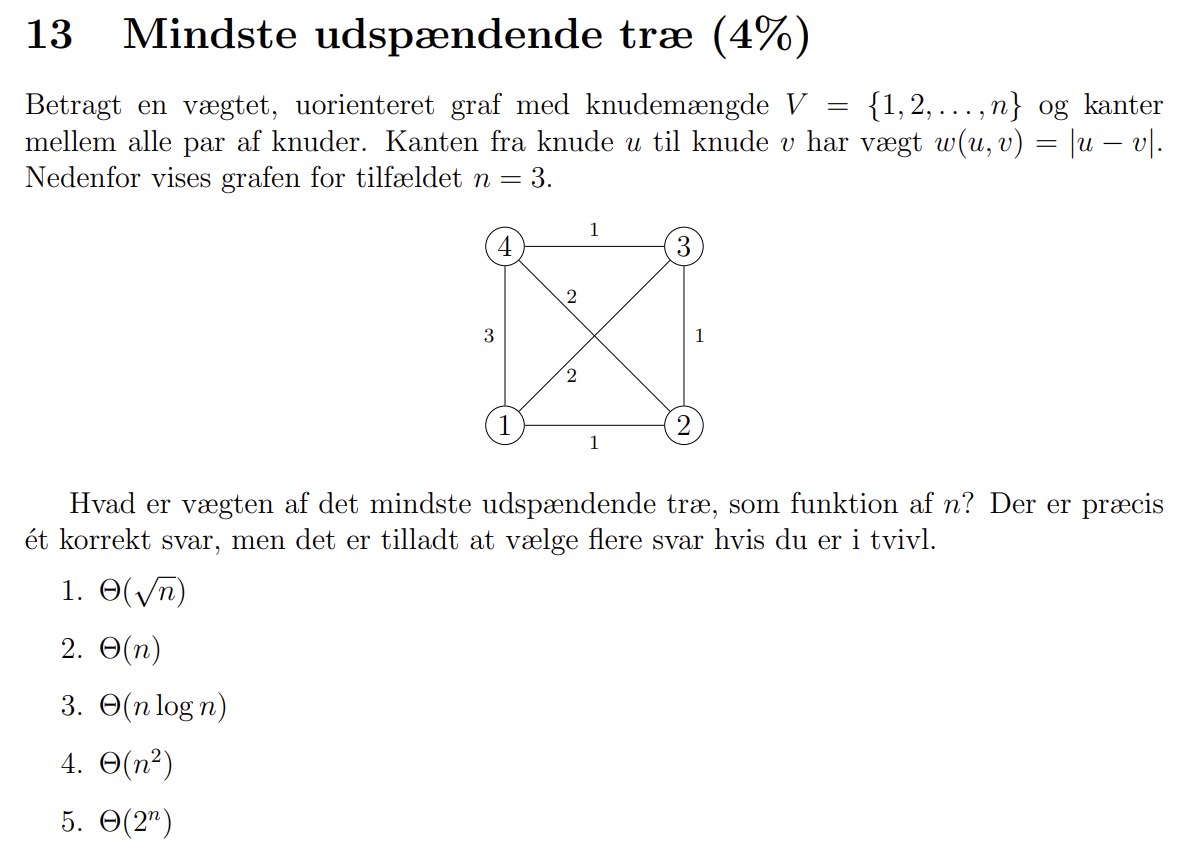 13 Mindste udspændende træ (4%)
Betragt en vægtet, uorienteret graf med knudemængde V = {1, 2, . . . , n} og kanter
mellem alle par af knuder. Kanten fra knude u til knude v har vægt w(u, v) = |u − v|.
Nedenfor vises grafen for tilfældet n = 3.
1
4 3
2
3 1
2
1 2
1
Hvad er vægten af det mindste udspændende træ, som funktion af n? Der er præcis
ét korrekt svar, men det er tilladt at vælge flere svar hvis du er i tvivl.
1. Θ(√n)
2. Θ(n)
3. Θ(n log n)
4. Θ(n²)
5. Θ(2ⁿ)